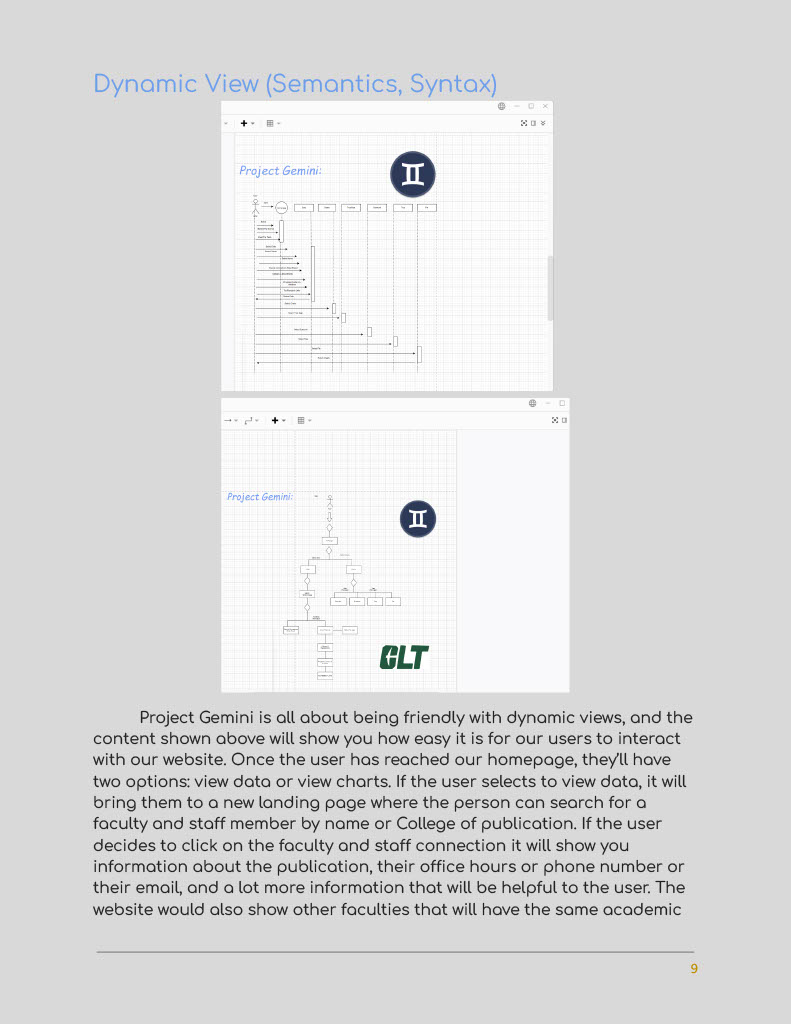 Dynamic View (Semantics, Syntax)
Project Gemini:
Project Gemini:
CLT
Project Gemini is all about being friendly with dynamic views, and the
content shown above will show you how easy it is for our users to interact
with our website. Once the user has reached our homepage, they'll have
two options: view data or view charts. If the user selects to view data, it will
bring them to a new landing page where the person can search for a
faculty and staff member by name or College of publication. If the user
decides to click on the faculty and staff connection it will show you
information about the publication, their office hours or phone number or
their email, and a lot more information that will be helpful to the user. The
website would also show other faculties that will have the same academic
9